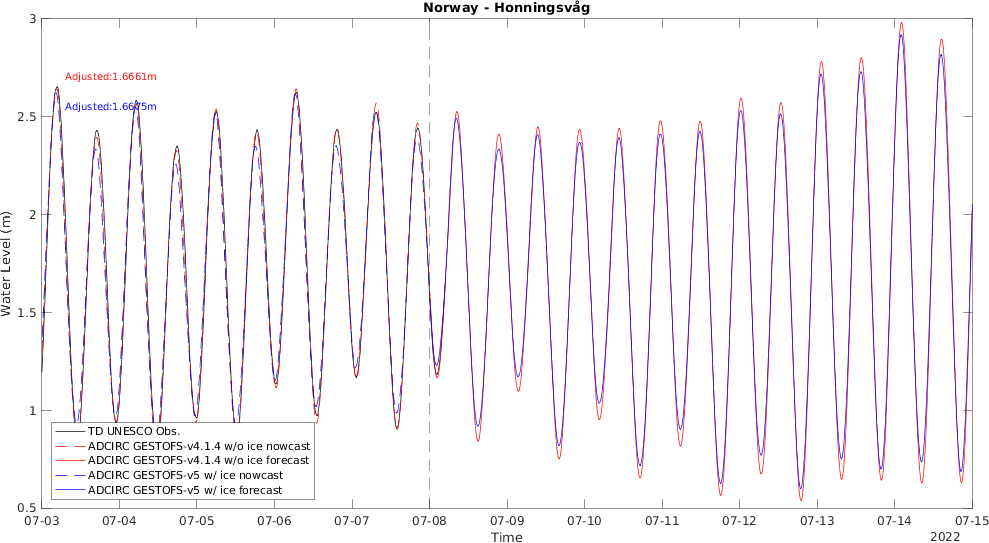 Norway - Honningsvåg
3
2.5
2
1.5
1
0.5
Water Level (m)
Adjusted:1.6661m
Adjusted:1.6675m
TD UNESCO Obs.
ADCIRC GESTOFS-v4.1.4 w/o ice nowcast
ADCIRC GESTOFS-v4.1.4 w/o ice forecast
ADCIRC GESTOFS-v5 w/ ice nowcast
ADCIRC GESTOFS-v5 w/ ice forecast
07-03 07-04 07-05 07-06 07-07 07-08 07-09 07-10 07-11 07-12 07-13 07-14 07-15
Time
2022